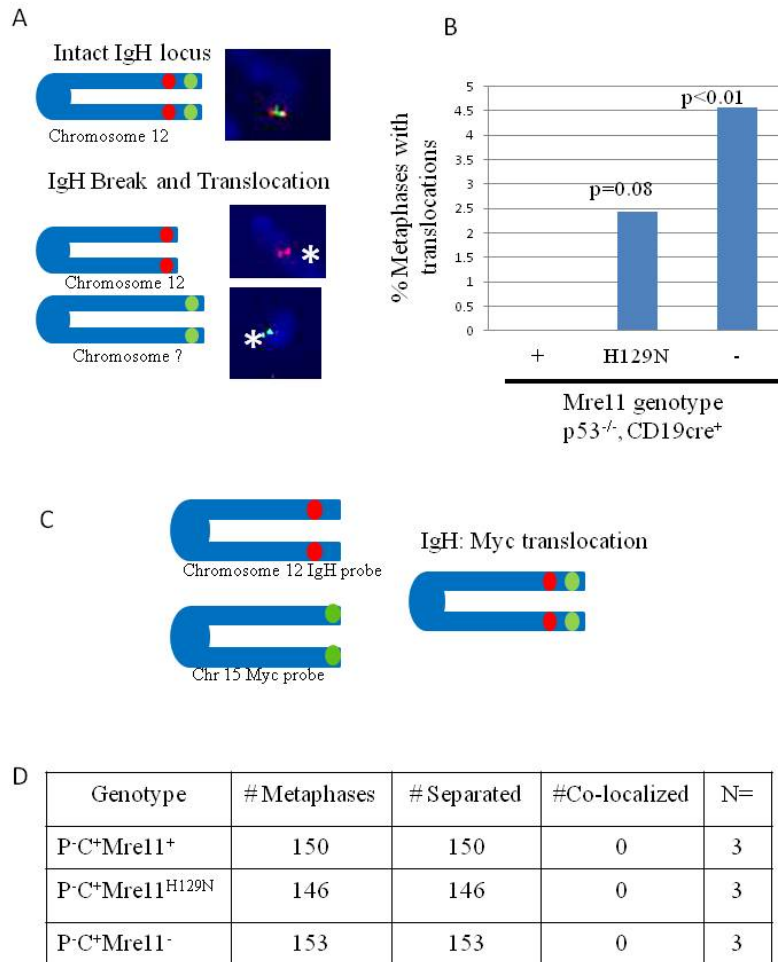 A
Intact IgH locus
Chromosome 12
IgH Break and Translocation
*
Chromosome 12
*
Chromosome ?
B
%Metaphases with
translocations
5
4.5
4
3.5
3
2.5
2
1.5
1
0.5
0
p=0.08
p<0.01
+ H129N -
Mre11 genotype
p53-/-, CD19cre+
C
Chromosome 12 IgH probe
Chr 15 Myc probe
IgH: Myc translocation
D
Genotype # Metaphases # Separated #Co-localized N=
P-C+Mre11+ 150 150 0 3
P-C+Mre11H129N 146 146 0 3
P-C+Mre11- 153 153 0 3